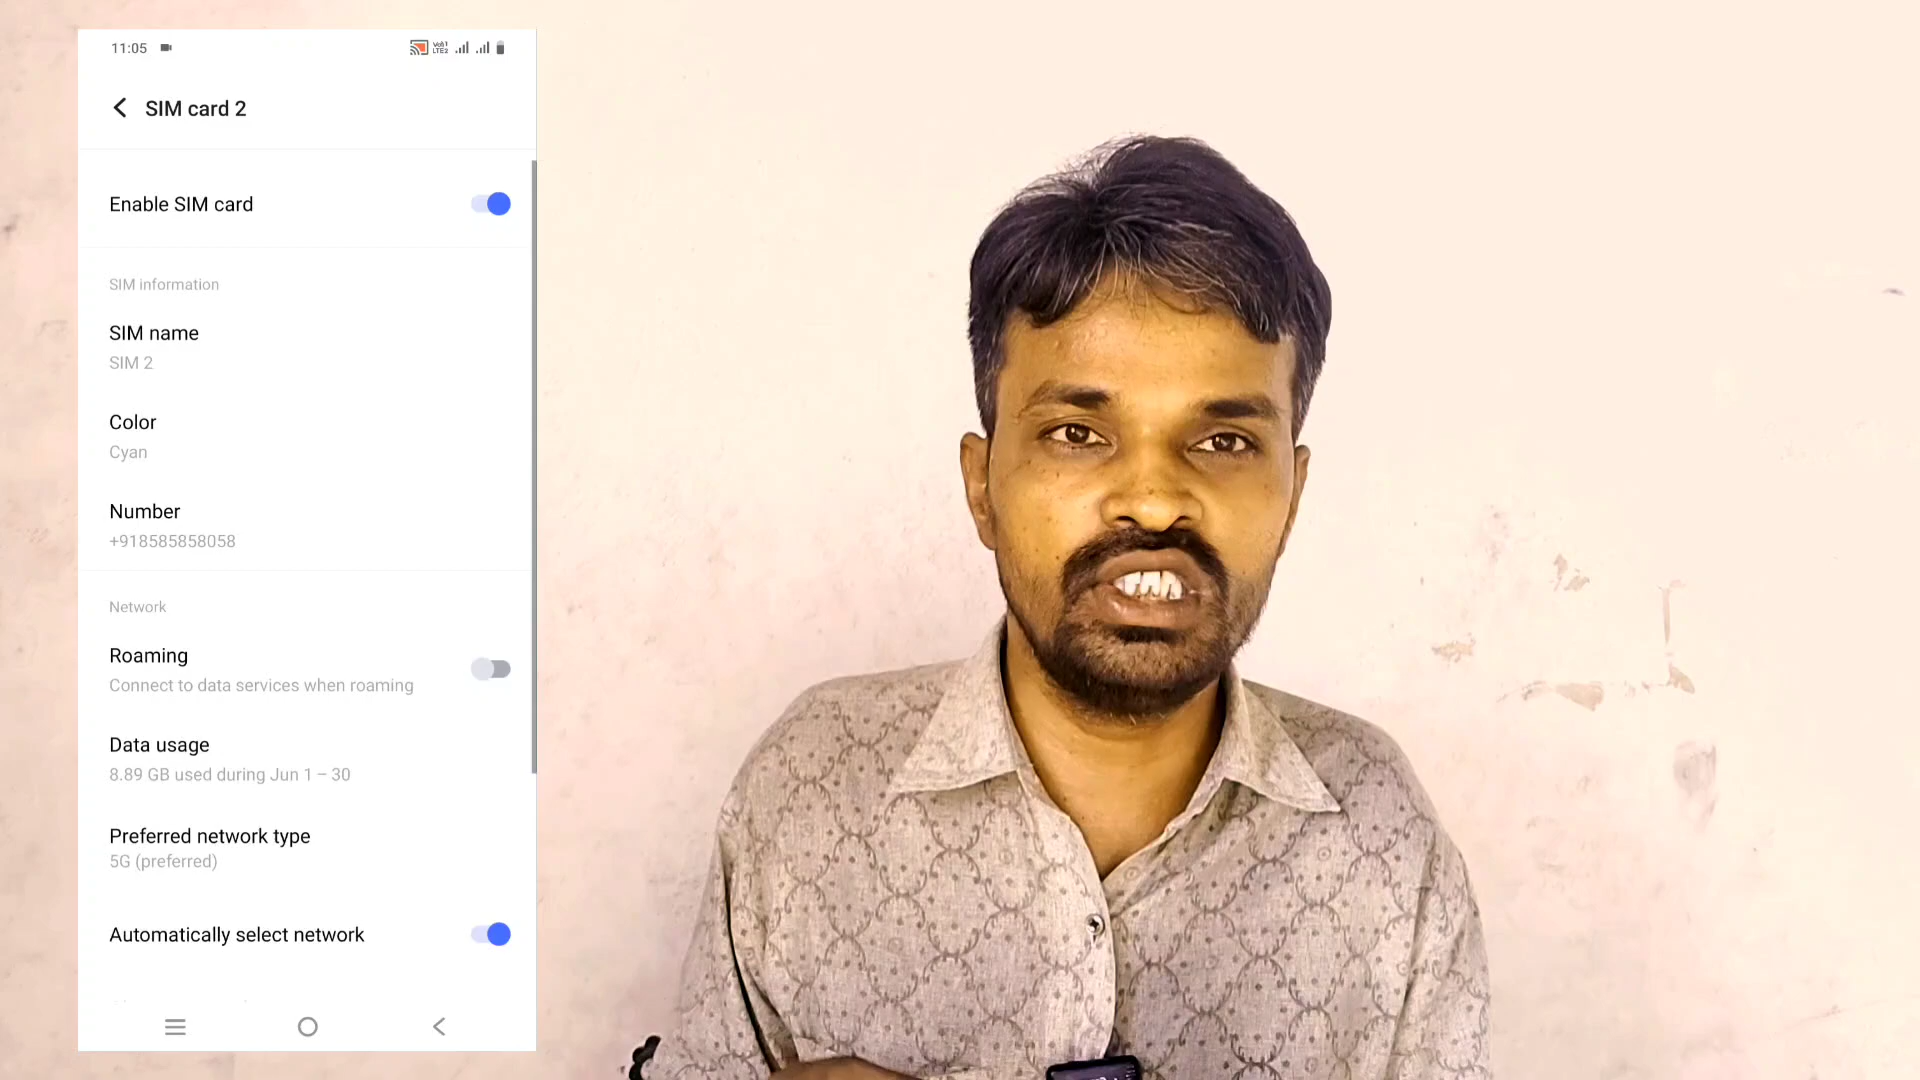 11:05
VoI1
LTE2
SIM card 2
Enable SIM card
SIM information
SIM name
SIM 2
Color
Cyan
Number
+918585858058
Network
Roaming
Connect to data services when roaming
Data usage
8.89 GB used during Jun 1 – 30
Preferred network type
5G (preferred)
Automatically select network